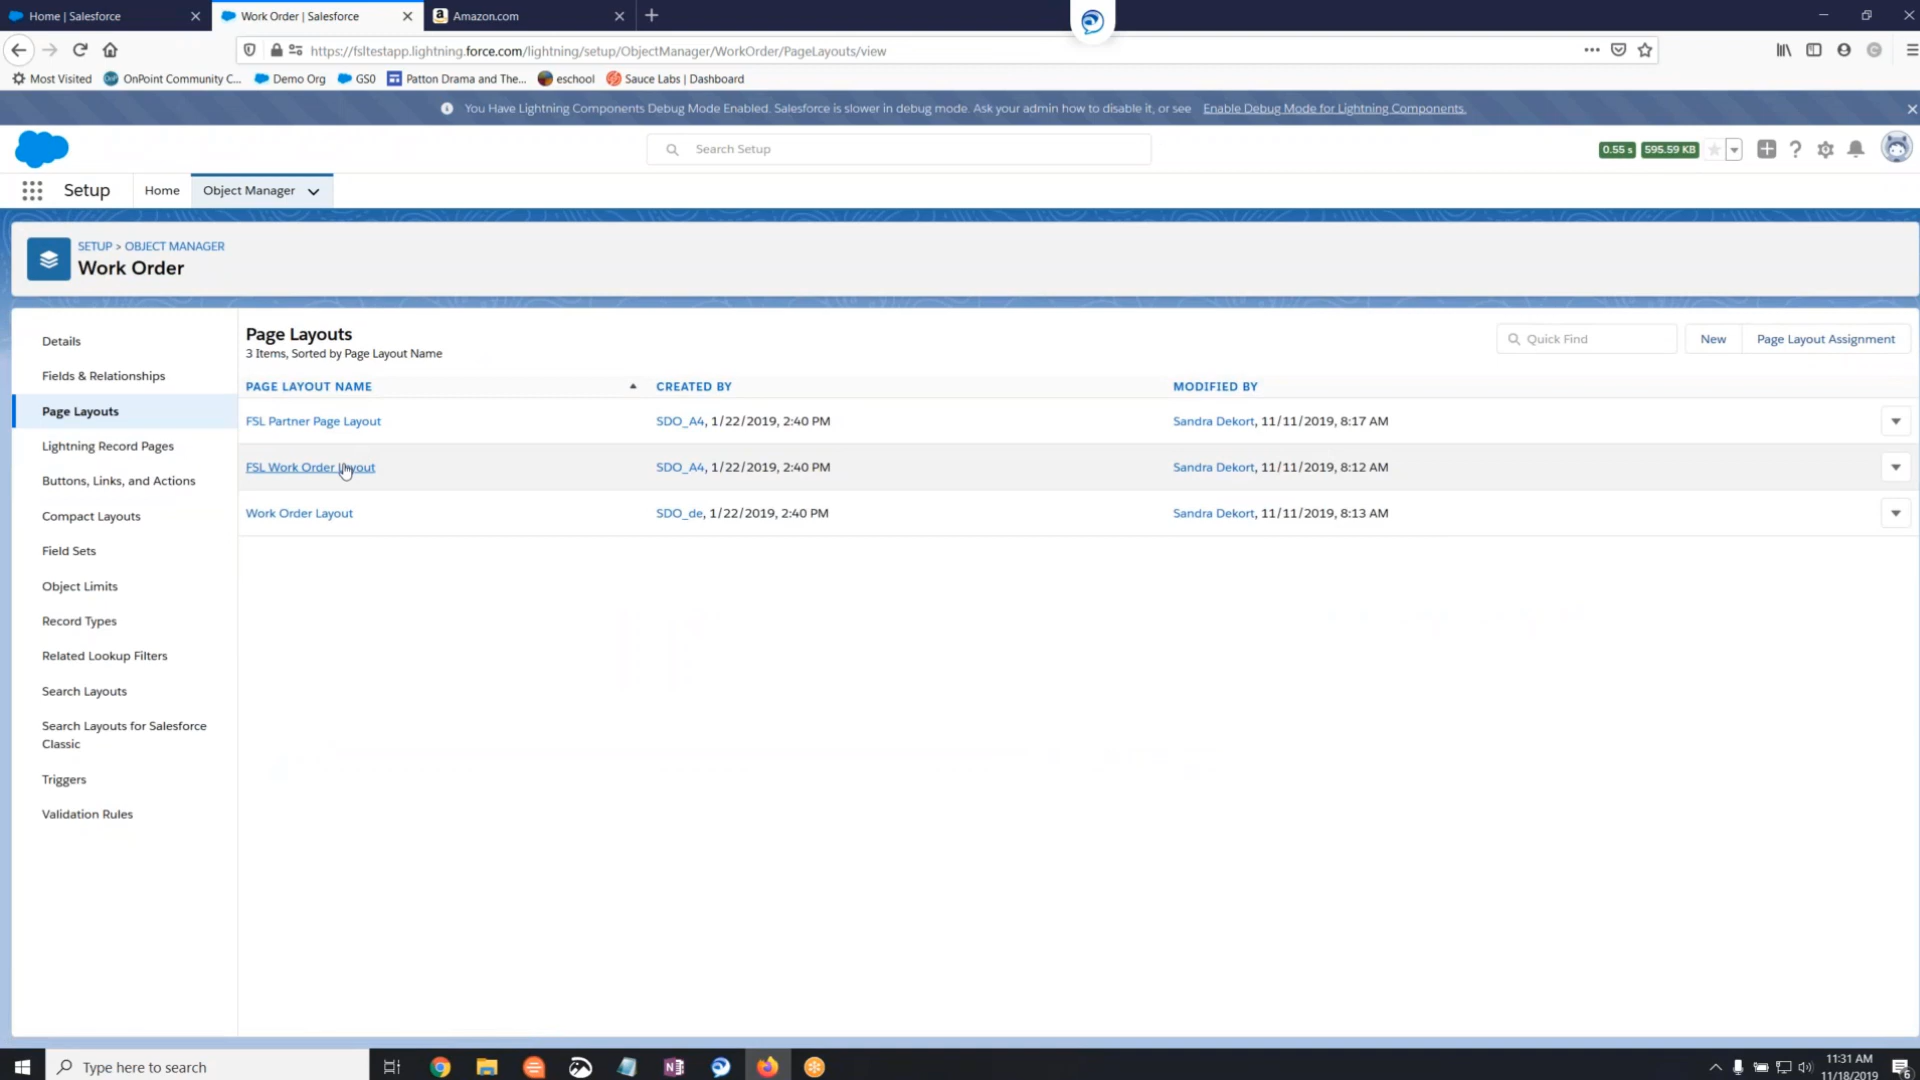 Home | Salesforce
Work Order | Salesforce
a Amazon.com
https://fsltestapp.lightning.force.com/lightning/setup/ObjectManager/WorkOrder/PageLayouts/view
Most Visited OnPoint Community C... Demo Org GS0 Patton Drama and The... eschool Sauce Labs | Dashboard
You Have Lightning Components Debug Mode Enabled. Salesforce is slower in debug mode. Ask your admin how to disable it, or see Enable Debug Mode for Lightning Components.
Search Setup
0.55 s 595.59 KB
Setup Home Object Manager
SETUP > OBJECT MANAGER
Work Order
Details
Fields & Relationships
Page Layouts
Lightning Record Pages
Buttons, Links, and Actions
Compact Layouts
Field Sets
Object Limits
Record Types
Related Lookup Filters
Search Layouts
Search Layouts for Salesforce
Classic
Triggers
Validation Rules
Page Layouts
3 Items, Sorted by Page Layout Name
Quick Find
New
Page Layout Assignment
PAGE LAYOUT NAME CREATED BY MODIFIED BY
FSL Partner Page Layout SDO_A4, 1/22/2019, 2:40 PM Sandra Dekort, 11/11/2019, 8:17 AM
FSL Work Order Layout SDO_A4, 1/22/2019, 2:40 PM Sandra Dekort, 11/11/2019, 8:12 AM
Work Order Layout SDO_de, 1/22/2019, 2:40 PM Sandra Dekort, 11/11/2019, 8:13 AM
Type here to search
N
11:31 AM
11/18/2019
6